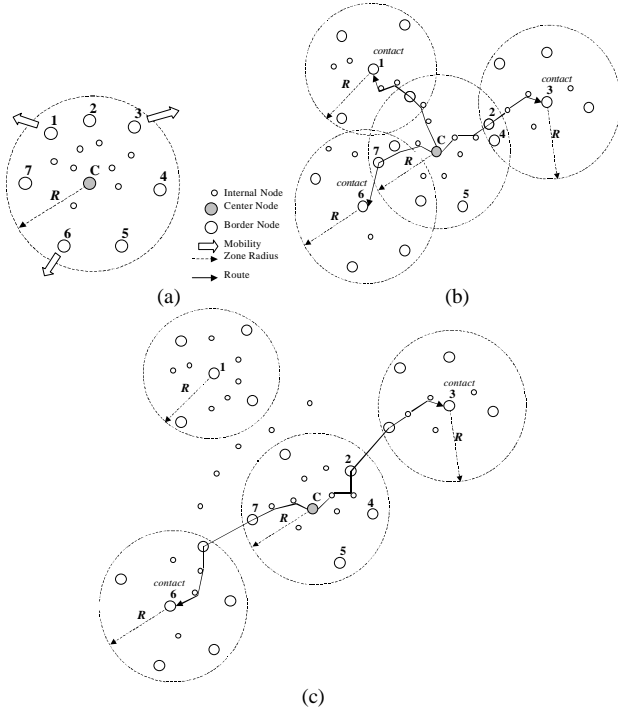 1
2
3
C
7
R
4
6
5
Internal Node
Center Node
Border Node
Mobility
Zone Radius
Route
(a)
contact
1
R
contact
3
2
4
R
C
7
R
contact
6
5
R
(b)
1
R
contact
3
R
2
7
C
4
R
5
contact
6
R
(c)